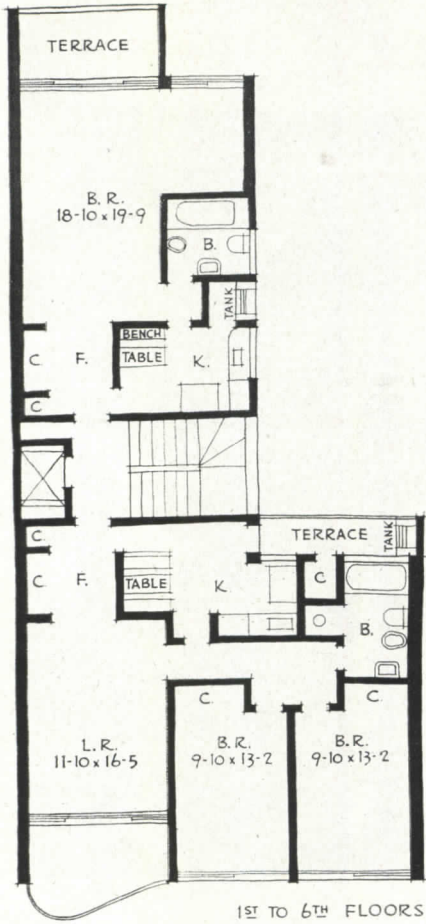 TERRACE
B. R.
18-10 x 19-9
B.
TANK
BENCH
TABLE
K.
C.
F.
C.
C.
C.
F.
TABLE
K
TERRACE
TANK
C.
B.
L. R.
11-10 x 16-5
C.
B. R.
9-10 x 13-2
C.
B. R.
9-10 x 13-2
1ST TO 6TH FLOORS